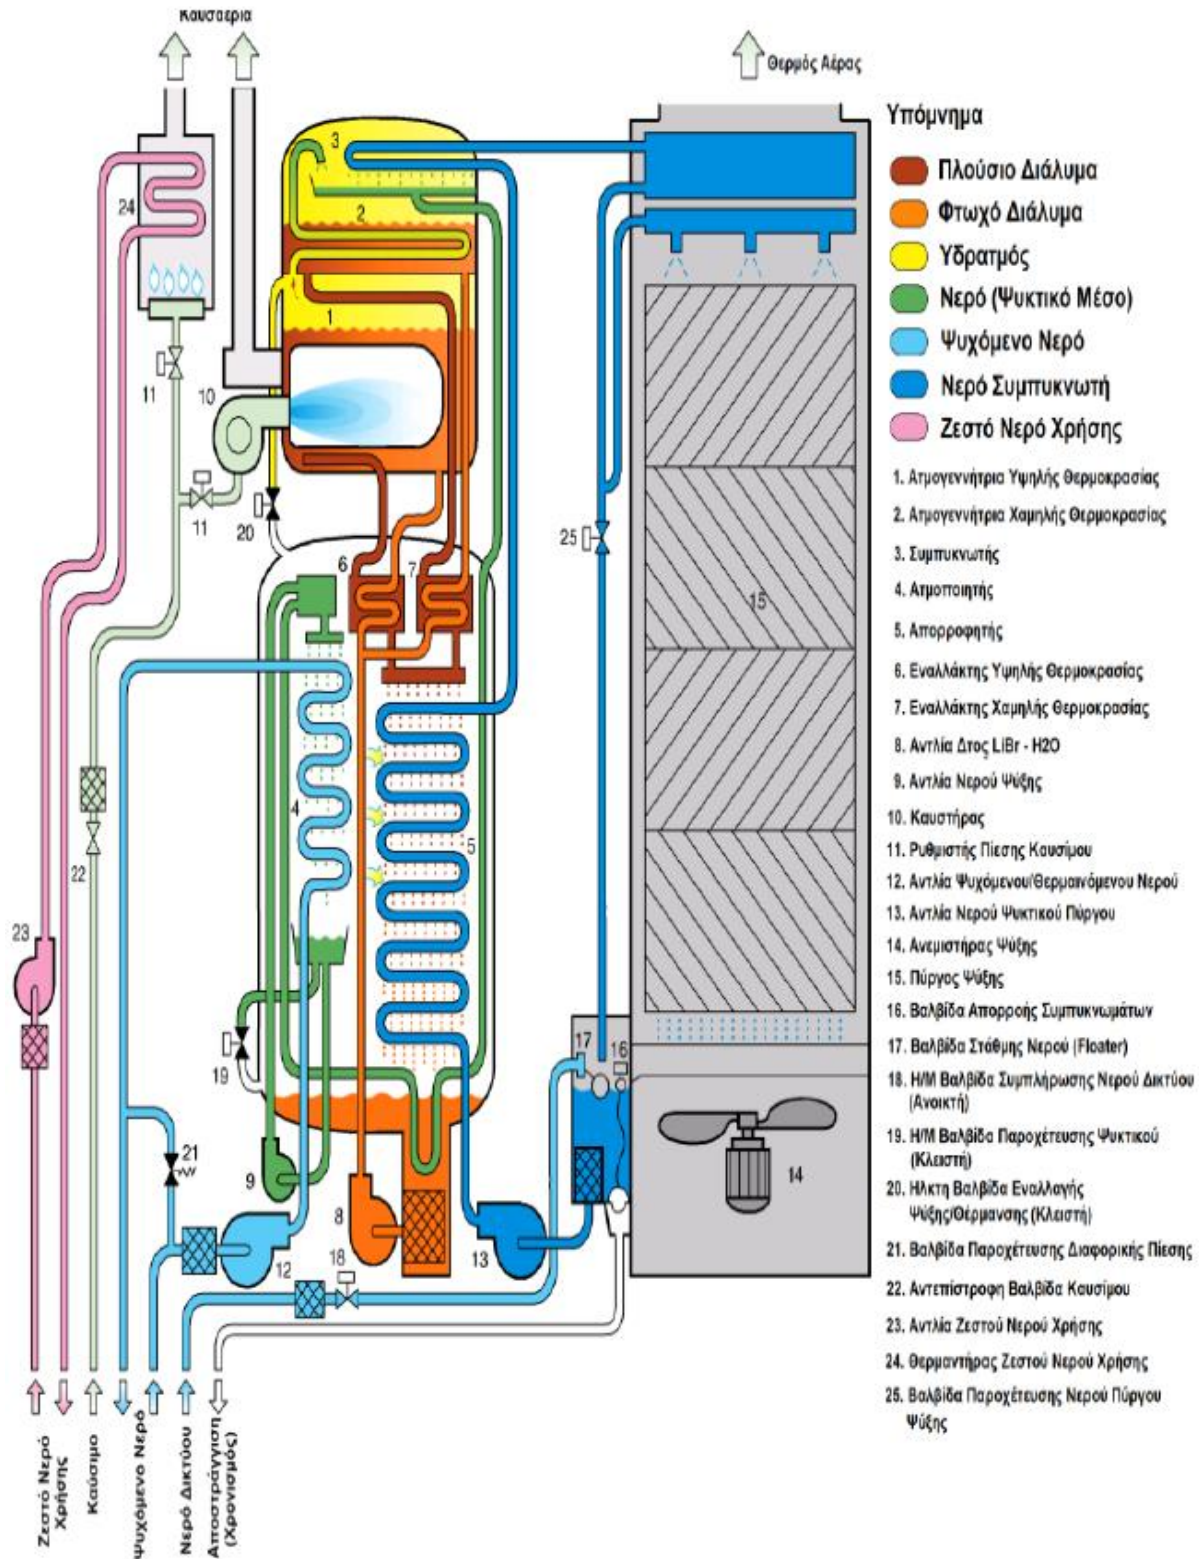 Καυσαέρια
Θερμός Αέρας
Υπόμνημα
Πλούσιο Διάλυμα
Φτωχό Διάλυμα
Υδρατμός
Νερό (Ψυκτικό Μέσο)
Ψυχόμενο Νερό
Νερό Συμπυκνωτή
Ζεστό Νερό Χρήσης
1. Ατμογεννήτρια Υψηλής Θερμοκρασίας
2. Ατμογεννήτρια Χαμηλής Θερμοκρασίας
3. Συμπυκνωτής
4. Ατμοποιητής
5. Απορροφητής
6. Εναλλάκτης Υψηλής Θερμοκρασίας
7. Εναλλάκτης Χαμηλής Θερμοκρασίας
8. Αντλία Δτος LiBr - H2O
9. Αντλία Νερού Ψύξης
10. Καυστήρας
11. Ρυθμιστής Πίεσης Καυσίμου
12. Αντλία Ψυχόμενου/Θερμαινόμενου Νερού
13. Αντλία Νερού Ψυκτικού Πύργου
14. Ανεμιστήρας Ψύξης
15. Πύργος Ψύξης
16. Βαλβίδα Απορροής Συμπυκνωμάτων
17. Βαλβίδα Στάθμης Νερού (Floater)
18. Η/Μ Βαλβίδα Συμπλήρωσης Νερού Δικτύου
(Ανοικτή)
19. Η/Μ Βαλβίδα Παροχέτευσης Ψυκτικού
(Κλειστή)
20. Ηλκτη Βαλβίδα Εναλλαγής
Ψύξης/Θέρμανσης (Κλειστή)
21. Βαλβίδα Παροχέτευσης Διαφορικής Πίεσης
22. Αντεπίστροφη Βαλβίδα Καυσίμου
23. Αντλία Ζεστού Νερού Χρήσης
24. Θερμαντήρας Ζεστού Νερού Χρήσης
25. Βαλβίδα Παροχέτευσης Νερού Πύργου
Ψύξης
3
24
2
1
11
10
11
20
25
6
7
15
4
5
22
23
17
16
19
21
9
8
14
12
18
13
Ζεστό Νερό
Χρήσης
Καύσιμο
Ψυχόμενο Νερό
Νερό Δικτύου
Αποστράγγιση
(Χρονισμός)